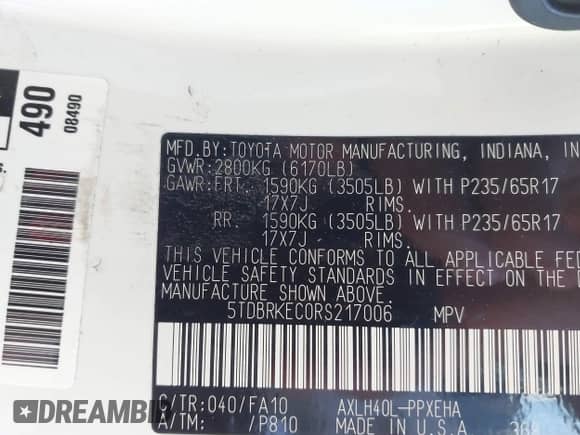 490
08490
MFD.BY:TOYOTA MOTOR MANUFACTURING, INDIANA, IN
GVWR:2800KG (6170LB)
GAWR:FRT. 1590KG (3505LB) WITH P235/65R17
17X7J RIMS.
RR. 1590KG (3505LB) WITH P235/65R17
17X7J RIMS.
THIS VEHICLE CONFORMS TO ALL APPLICABLE FED
VEHICLE SAFETY STANDARDS IN EFFECT ON THE
MANUFACTURE SHOWN ABOVE.
5TDBRKEC0RS217006 MPV
C/TR:040/FA10 AXLH40L-PPXEHA
A/TM: /P810 MADE IN U.S.A.
DREAMBID